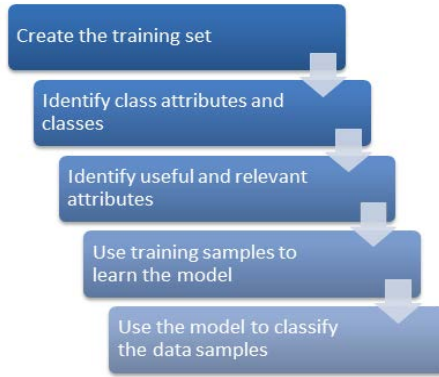 Create the training set
Identify class attributes and
classes
Identify useful and relevant
attributes
Use training samples to
learn the model
Use the model to classify
the data samples